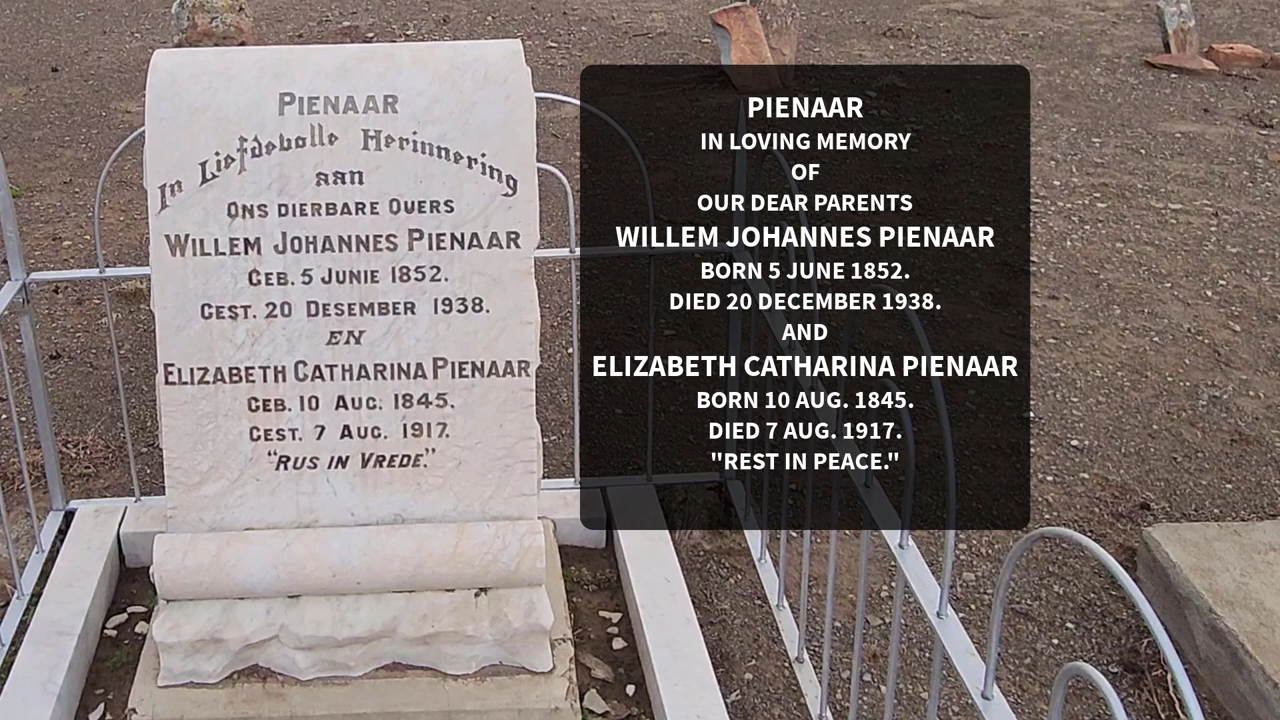 PIENAAR
In Liefdevolle Herinnering
aan
ONS DIERBARE OUERS
WILLEM JOHANNES PIENAAR
GEB. 5 JUNIE 1852.
GEST. 20 DESEMBER 1938.
EN
ELIZABETH CATHARINA PIENAAR
GEB. 10 AUG. 1845.
GEST. 7 AUG. 1917.
"RUS IN VREDE."
PIENAAR
IN LOVING MEMORY
OF
OUR DEAR PARENTS
WILLEM JOHANNES PIENAAR
BORN 5 JUNE 1852.
DIED 20 DECEMBER 1938.
AND
ELIZABETH CATHARINA PIENAAR
BORN 10 AUG. 1845.
DIED 7 AUG. 1917.
"REST IN PEACE."